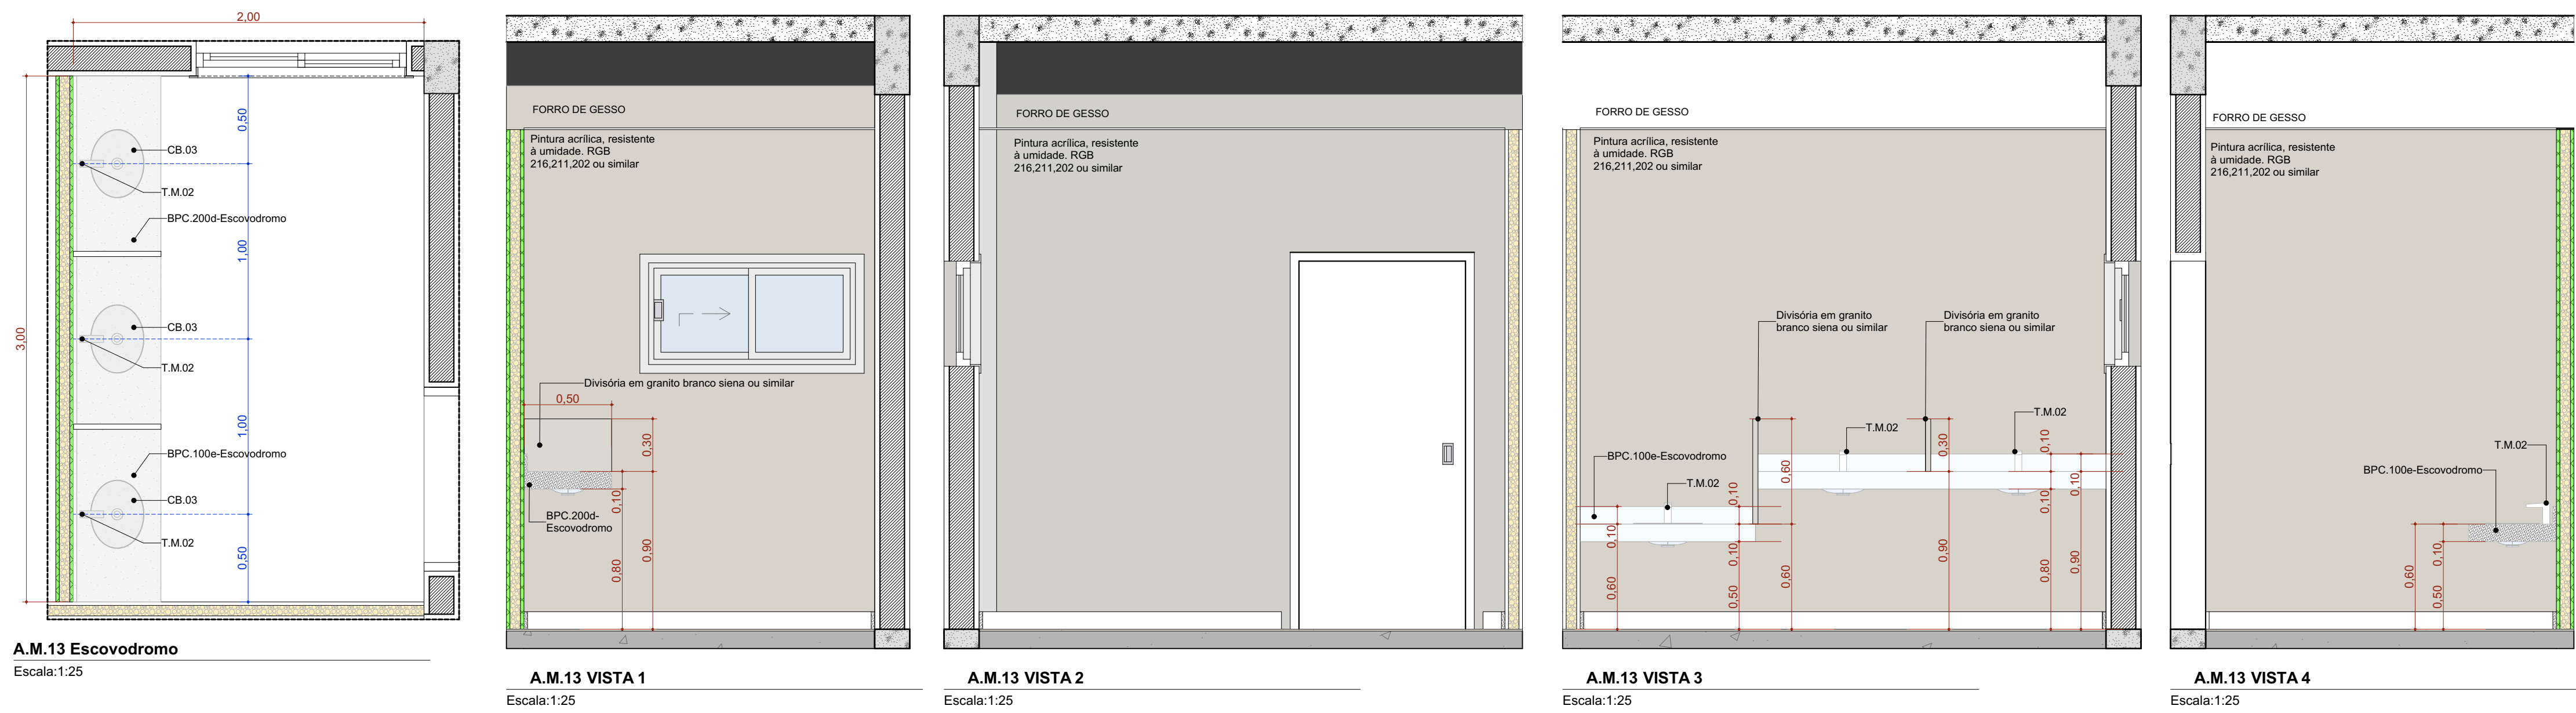 2,00
3,00
0,50
CB.03
T.M.02
BPC.200d-Escovodromo
1,00
CB.03
T.M.02
1,00
BPC.100e-Escovodromo
CB.03
0,50
T.M.02
A.M.13 Escovodromo
Escala:1:25
FORRO DE GESSO
Pintura acrílica, resistente
à umidade. RGB
216,211,202 ou similar
Divisória em granito branco siena ou similar
0,50
0,30
0,10
BPC.200d-
Escovodromo
0,80
0,90
A.M.13 VISTA 1
Escala:1:25
FORRO DE GESSO
Pintura acrílica, resistente
à umidade. RGB
216,211,202 ou similar
A.M.13 VISTA 2
Escala:1:25
FORRO DE GESSO
Pintura acrílica, resistente
à umidade. RGB
216,211,202 ou similar
Divisória em granito
branco siena ou similar
Divisória em granito
branco siena ou similar
T.M.02
T.M.02
BPC.100e-Escovodromo
T.M.02
0,30
0,10
0,60
0,10
0,10
0,10
0,10
0,10
0,60
0,50
0,60
0,90
0,80
0,90
A.M.13 VISTA 3
Escala:1:25
FORRO DE GESSO
Pintura acrílica, resistente
à umidade. RGB
216,211,202 ou similar
T.M.02
BPC.100e-Escovodromo
0,60
0,10
0,50
A.M.13 VISTA 4
Escala:1:25